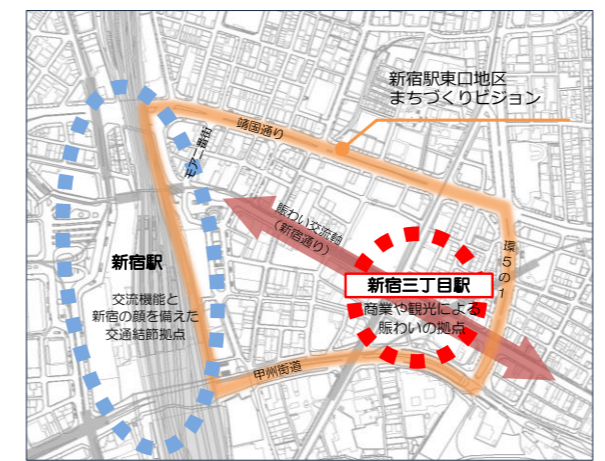 新宿駅東口地区
まちづくりビジョン
靖国通り
モア二番街
賑わい交流軸
（新宿通り）
環5の1
新宿駅
交流機能と
新宿の顔を備えた
交通結節拠点
新宿三丁目駅
商業や観光による
賑わいの拠点
甲州街道